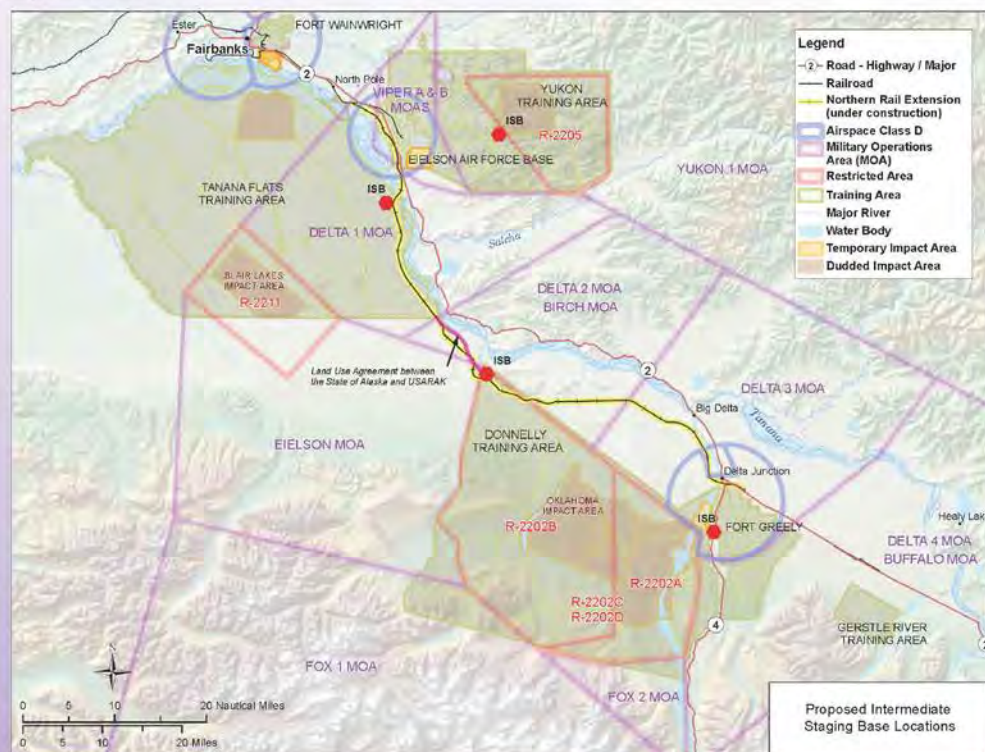 Ester
FORT WAINWRIGHT
Fairbanks
2
North Pole
VIPER A & B
MOAS
YUKON
TRAINING AREA
ISB
R-2205
EIELSON AIR FORCE BASE
YUKON 1 MOA
TANANA FLATS
TRAINING AREA
ISB
DELTA 1 MOA
Salcha
BLAIR LAKES
IMPACT AREA
R-2211
DELTA 2 MOA
BIRCH MOA
Land Use Agreement between
the State of Alaska and USARAK
ISB
2
DELTA 3 MOA
Big Delta
Tanana
EIELSON MOA
DONNELLY
TRAINING AREA
Delta Junction
OKLAHOMA
IMPACT AREA
R-2202B
ISB
FORT GREELY
Healy Lake
DELTA 4 MOA
BUFFALO MOA
R-2202A
R-2202C
R-2202D
4
GERSTLE RIVER
TRAINING AREA
2
FOX 1 MOA
FOX 2 MOA
N
0 5 10 20 Nautical Miles
0 5 10 20 Miles
Legend
2 Road - Highway / Major
Railroad
Northern Rail Extension
(under construction)
Airspace Class D
Military Operations
Area (MOA)
Restricted Area
Training Area
Major River
Water Body
Temporary Impact Area
Dudded Impact Area
Proposed Intermediate
Staging Base Locations